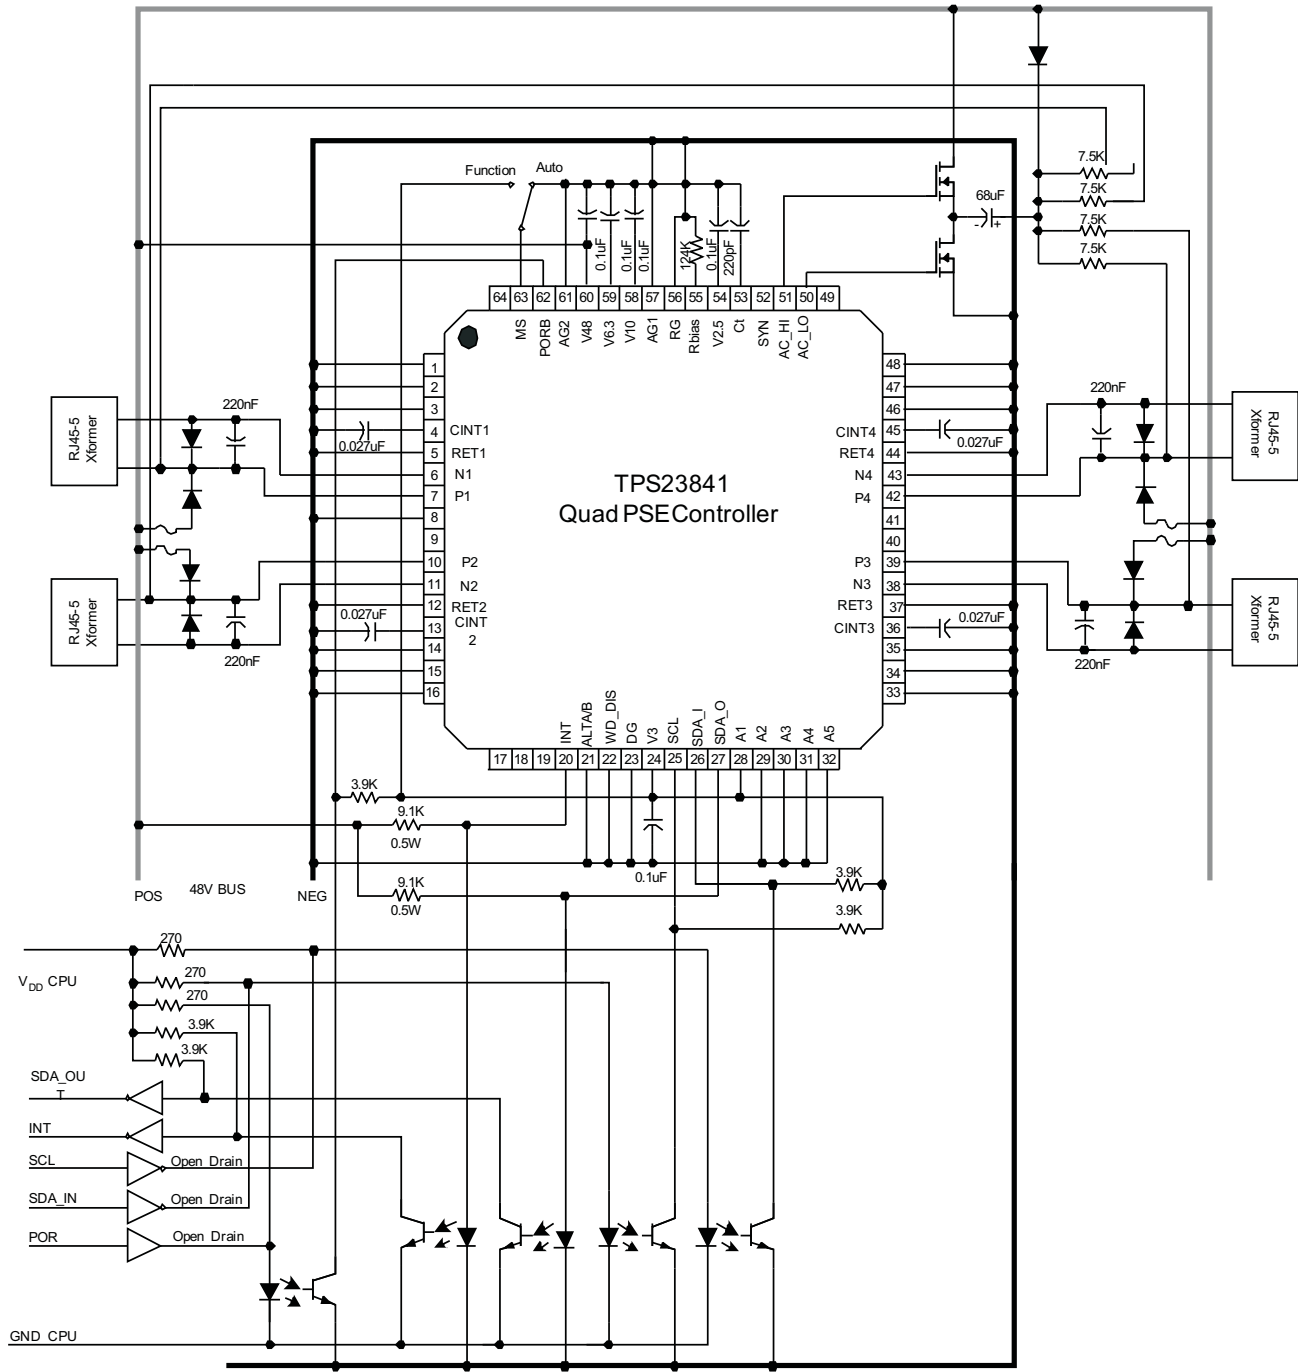 7.5K
7.5K
7.5K
7.5K
68uF
- +
Function Auto
0.1uF
0.1uF
0.1uF
124K
0.1uF
220pF
64 63 62 61 60 59 58 57 56 55 54 53 52 51 50 49
MS
PORB
AG2
V48
V6.3
V10
AG1
RG
Rbias
V2.5
Ct
SYN
AC_HI
AC_LO
RJ45-5
Xformer
220nF
RJ45-5
Xformer
220nF
1
2
3
4 CINT1
0.027uF
5 RET1
6 N1
7 P1
8
9
10 P2
11 N2
12 RET2
0.027uF
13 CINT
2
14
15
16
TPS23841
Quad PSE Controller
48
47
46
CINT4 45
0.027uF
RET4 44
N4 43
P4 42
41
40
P3 39
N3 38
RET3 37
CINT3 36
0.027uF
35
34
33
220nF
RJ45-5
Xformer
220nF
RJ45-5
Xformer
INT
ALTA/B
WD_DIS
DG
V3
SCL
SDA_I
SDA_O
A1
A2
A3
A4
A5
17 18 19 20 21 22 23 24 25 26 27 28 29 30 31 32
3.9K
9.1K
0.5W
0.1uF
9.1K
0.5W
3.9K
3.9K
POS 48V BUS NEG
270
VDD CPU
270
270
3.9K
3.9K
SDA_OU
T
INT
SCL Open Drain
SDA_IN Open Drain
POR Open Drain
GND CPU